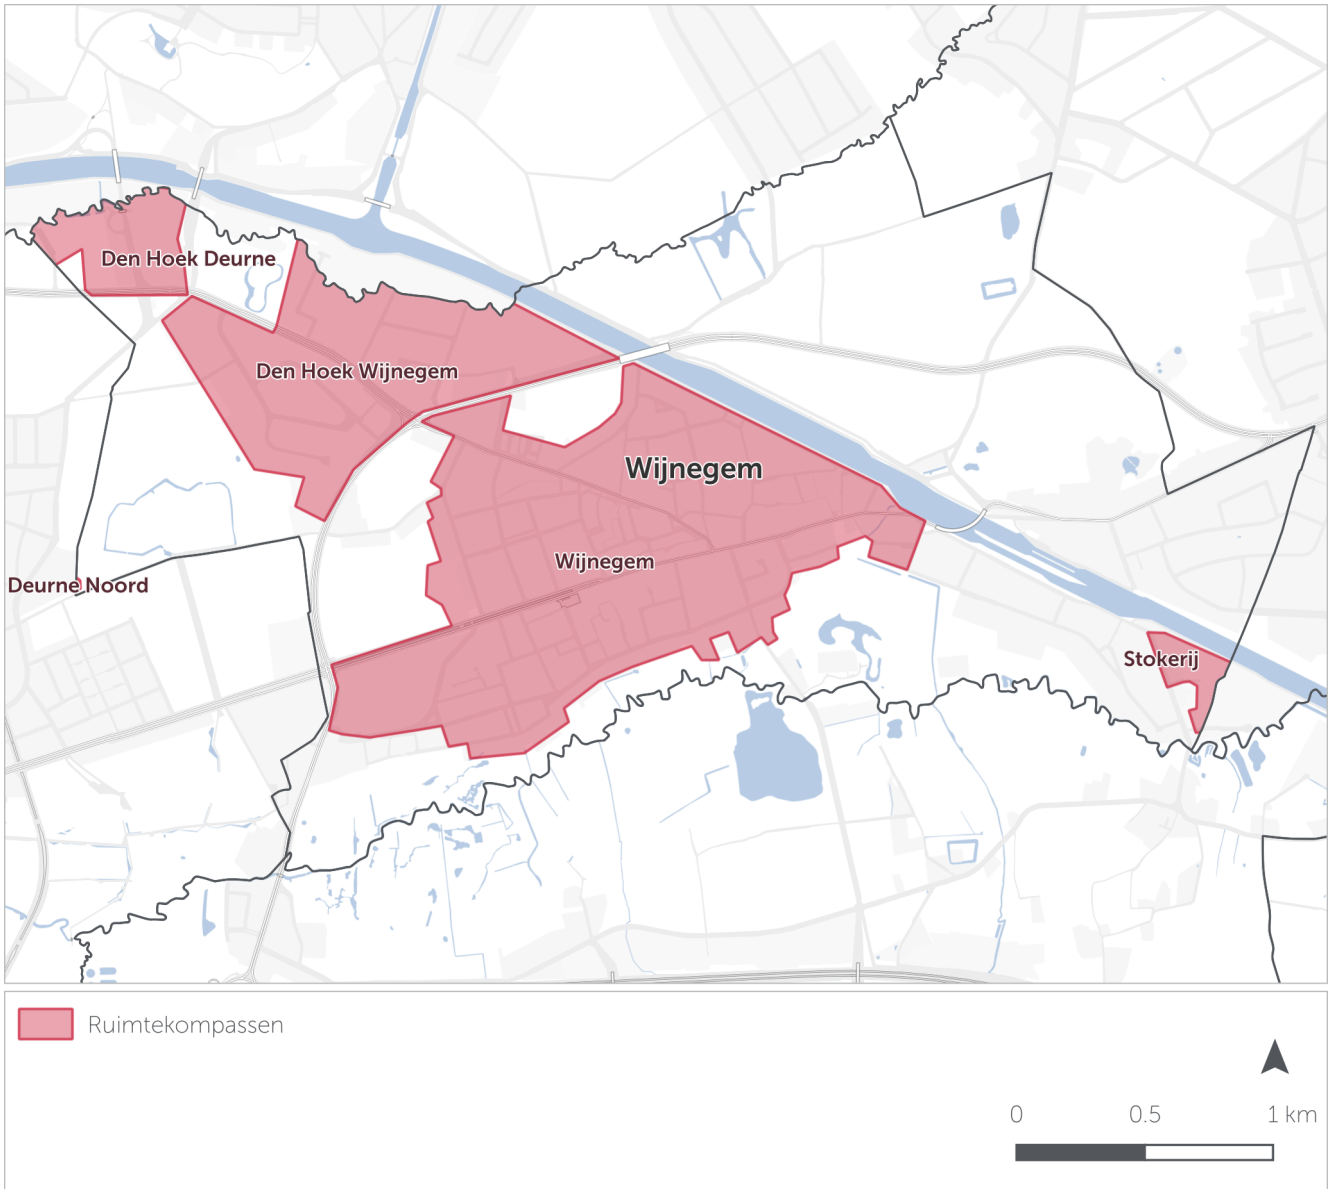 Den Hoek Deurne
Den Hoek Wijnegem
Wijnegem
Wijnegem
Deurne Noord
Stokerij
Ruimtekompassen
0 0.5 1 km